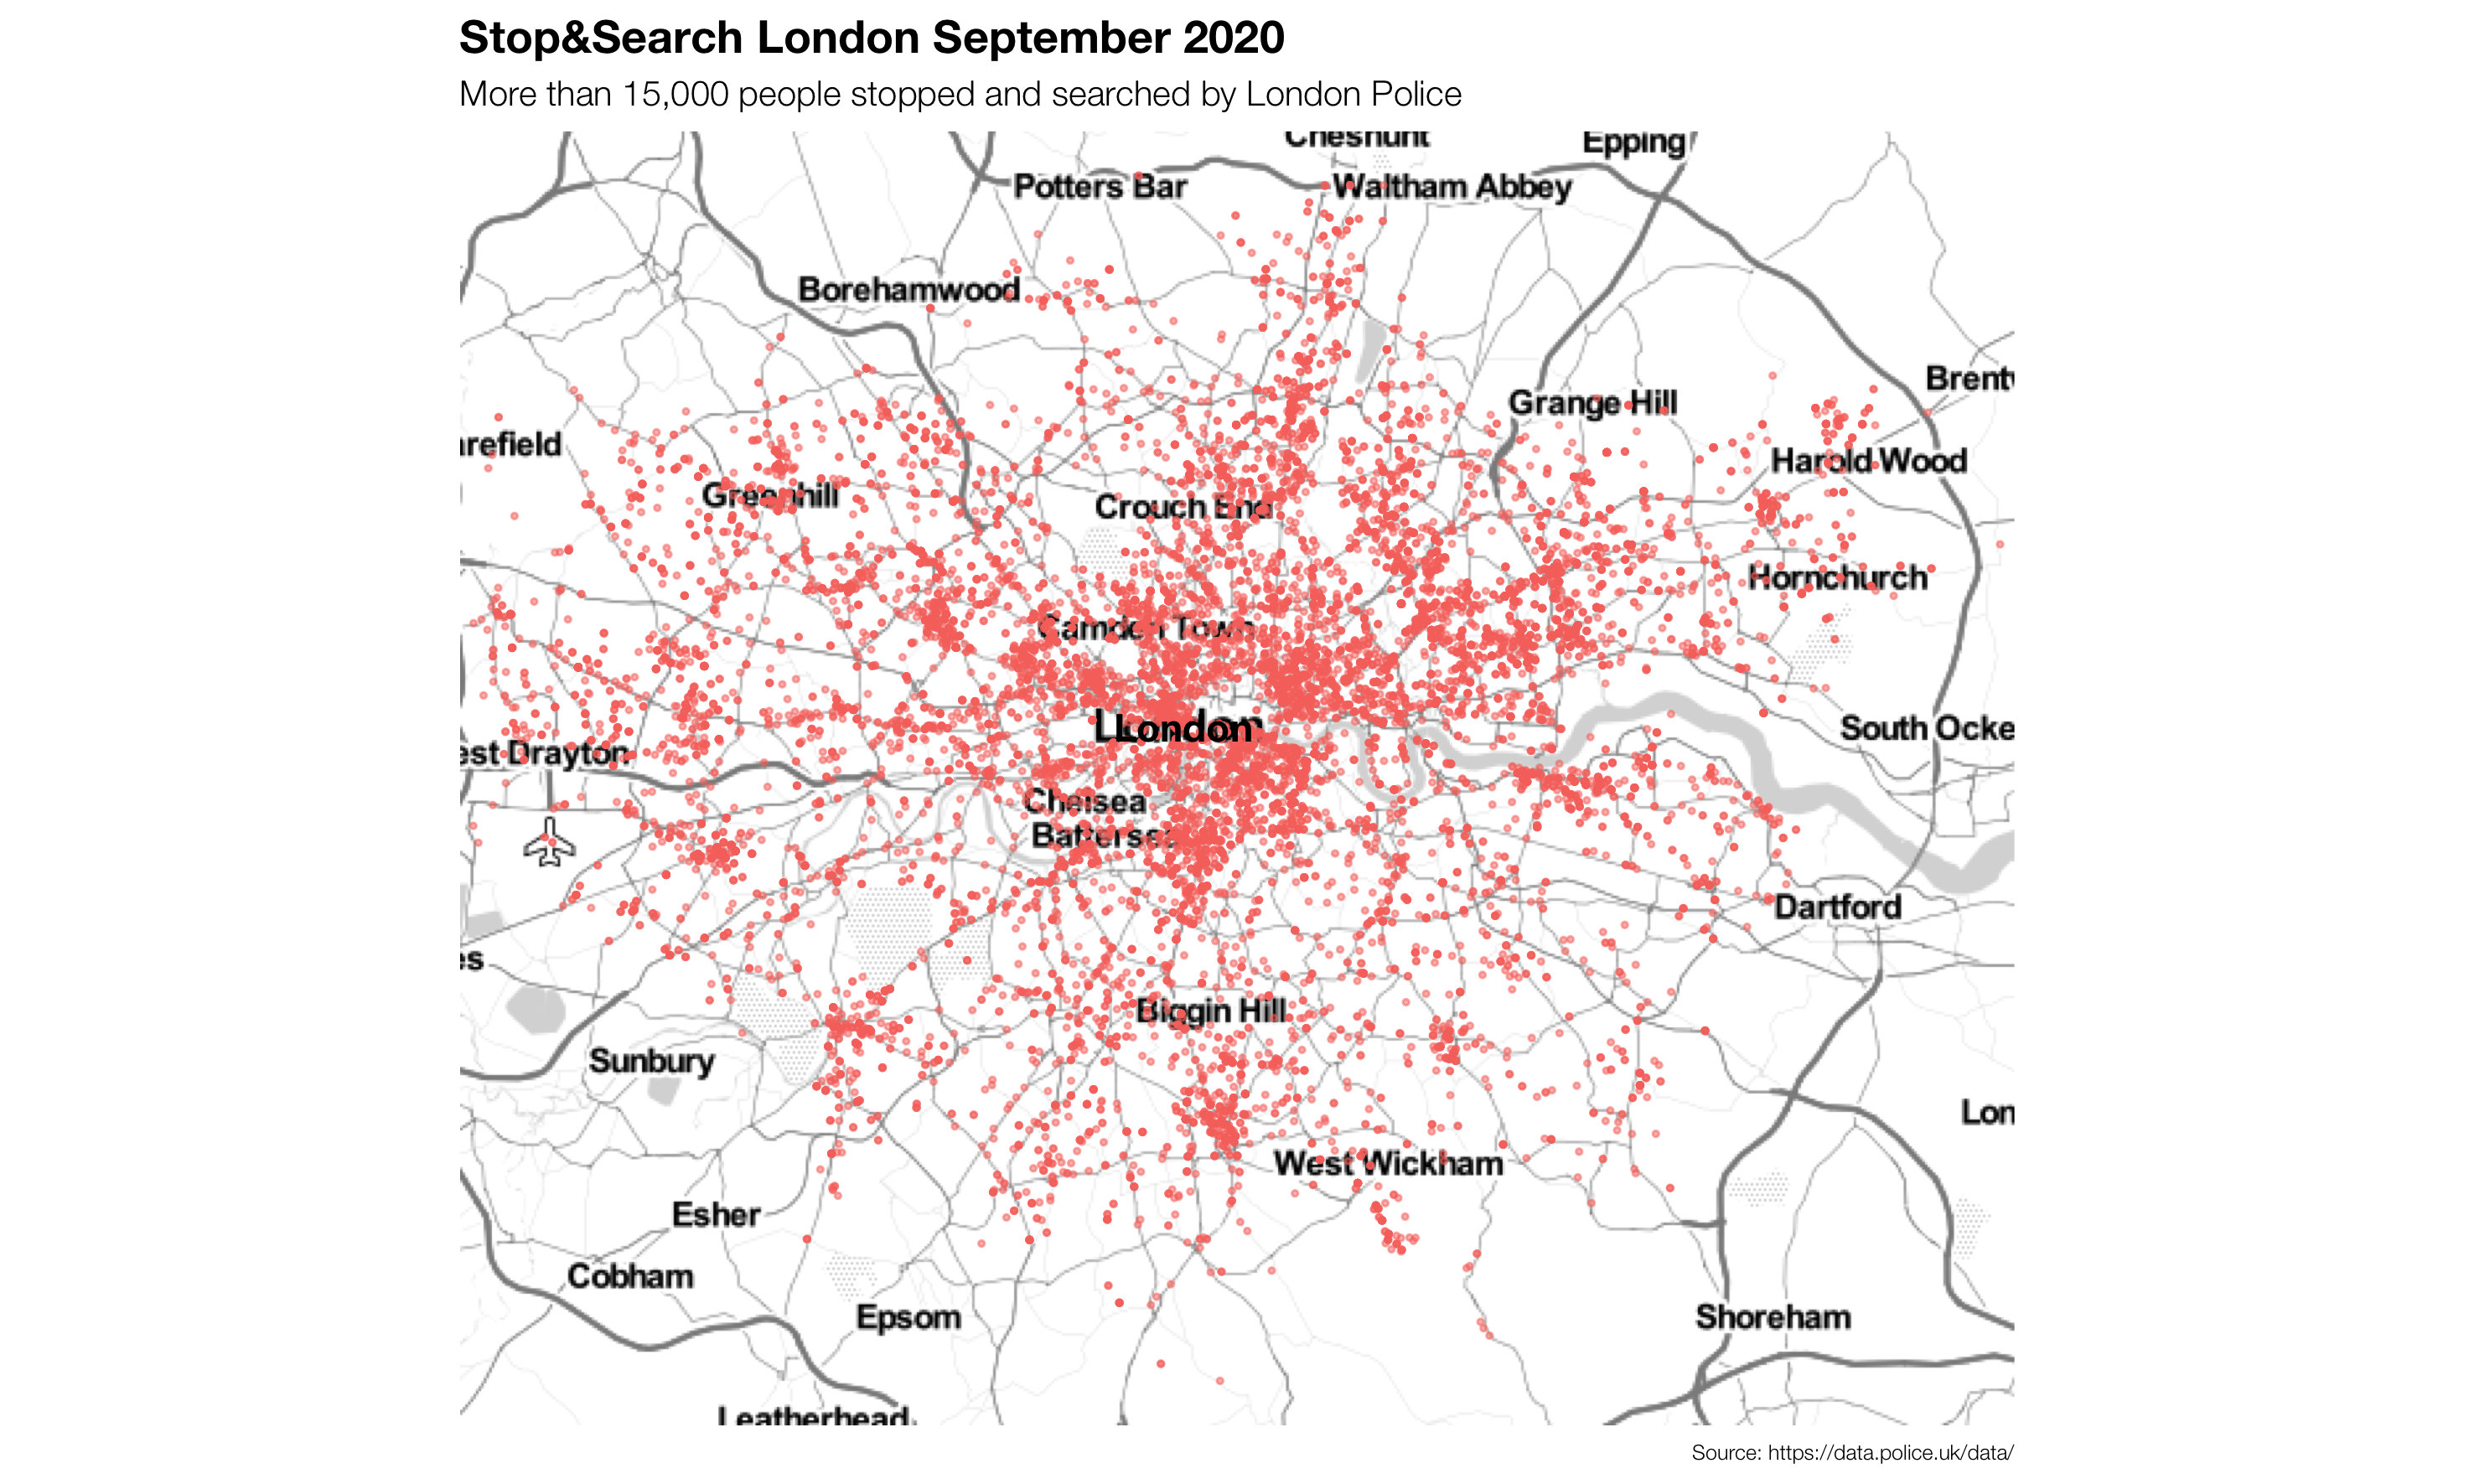 Stop&Search London September 2020
More than 15,000 people stopped and searched by London Police
Cheshunt
Epping
Potters Bar
Waltham Abbey
Borehamwood
Brentw
Grange Hill
arefield
Harold Wood
Greenhill
Crouch End
Hornchurch
Camden Town
London
South Ocke
est Drayton
Chelsea
Battersea
Dartford
es
Biggin Hill
Sunbury
Lon
West Wickham
Esher
Cobham
Epsom
Shoreham
Leatherhead
Source: https://data.police.uk/data/